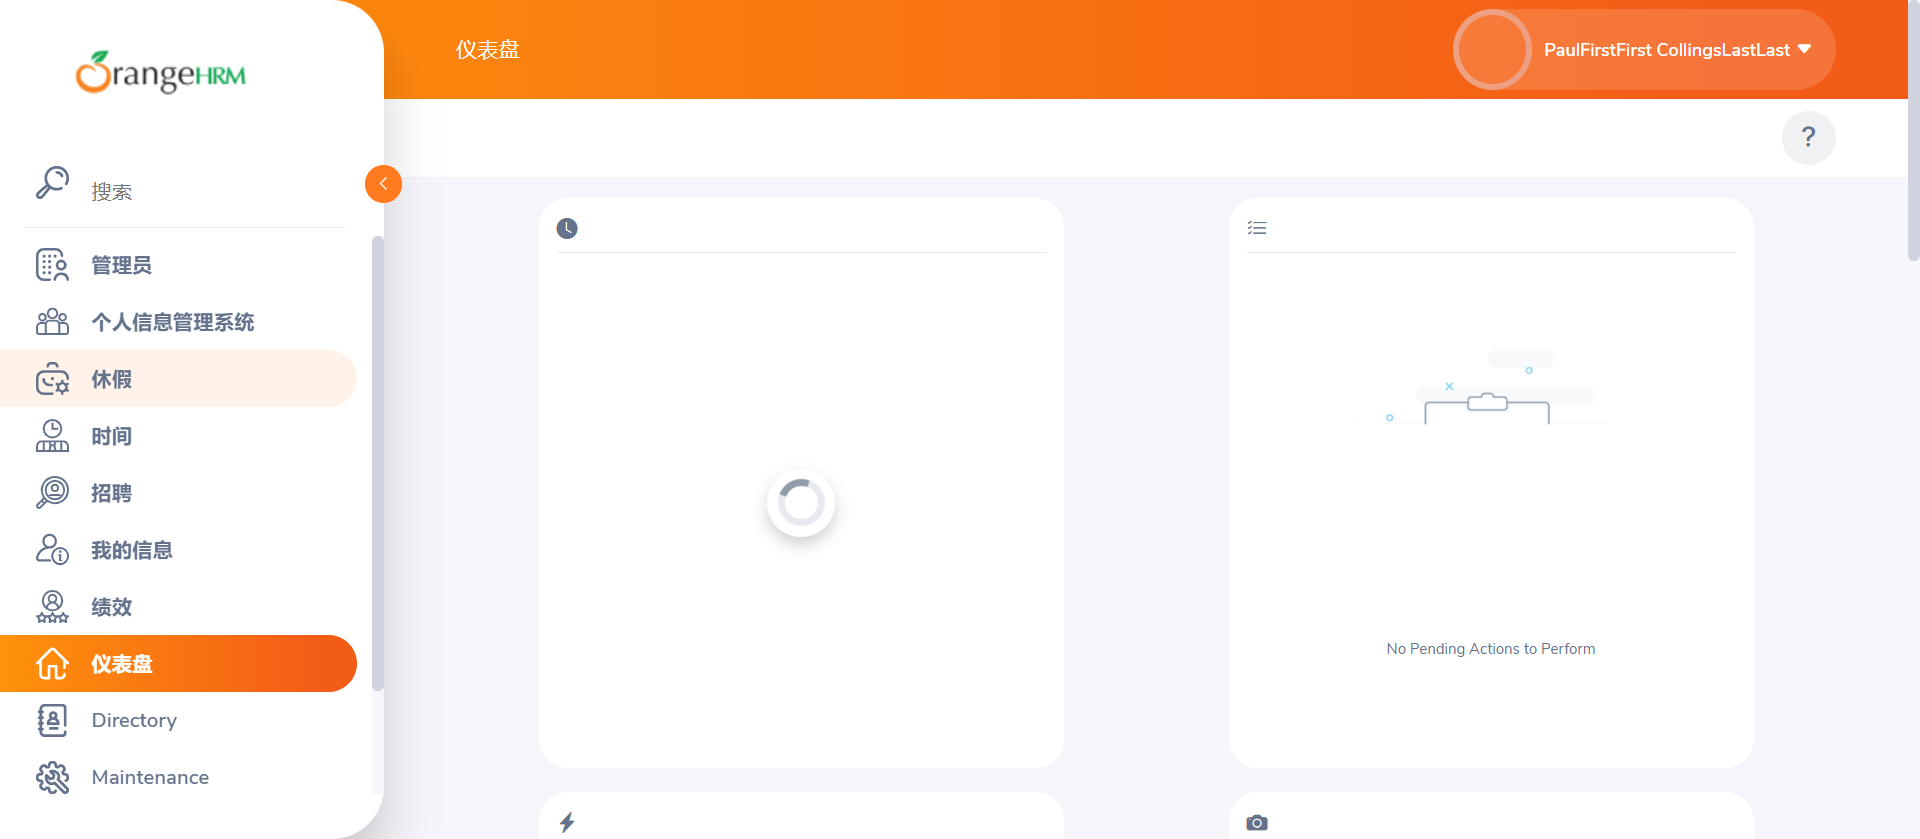 OrangeHRM
搜索
管理员
个人信息管理系统
休假
时间
招聘
我的信息
绩效
仪表盘
Directory
Maintenance
仪表盘
PaulFirstFirst CollingsLastLast
?
No Pending Actions to Perform